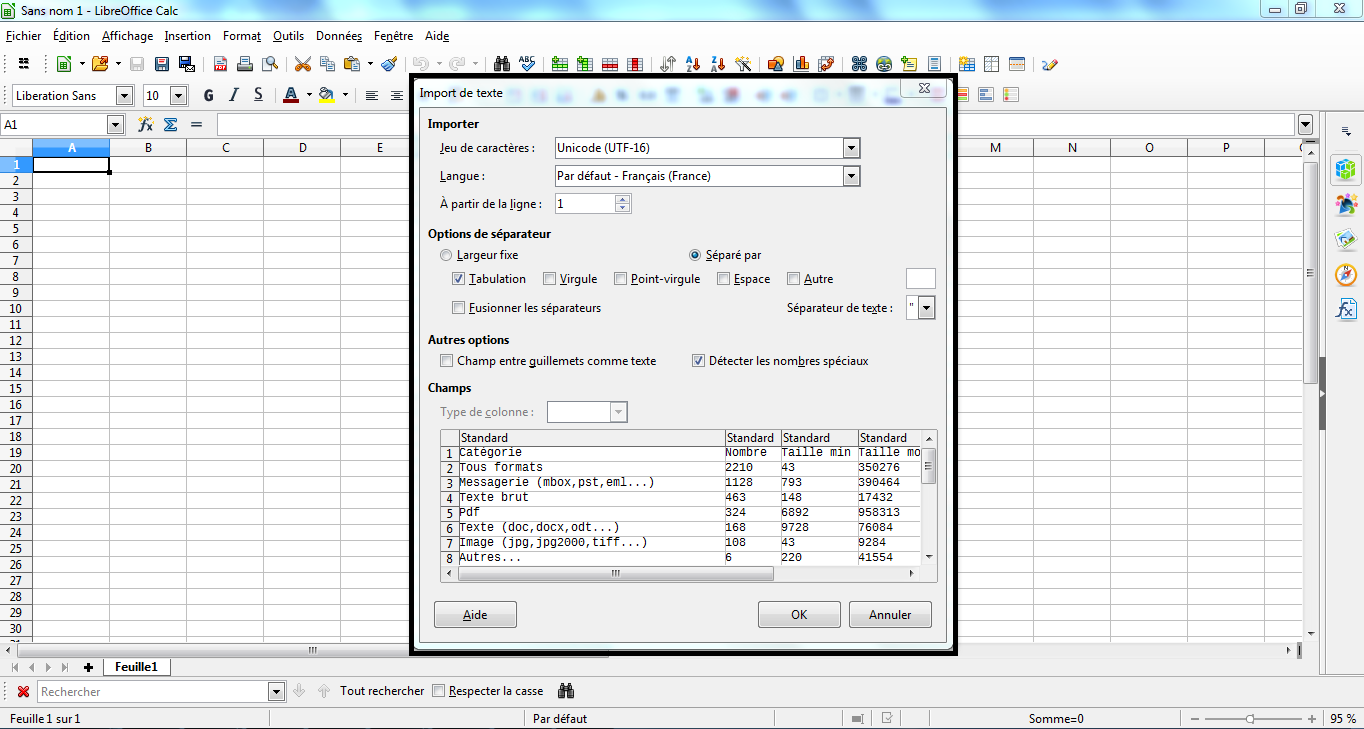 Sans nom 1 - LibreOffice Calc
Fichier Édition Affichage Insertion Format Outils Données Fenêtre Aide
Liberation Sans 10 G I S A
A1
A B C D E M N O P
Import de texte
Importer
Jeu de caractères : Unicode (UTF-16)
Langue : Par défaut - Français (France)
À partir de la ligne : 1
Options de séparateur
Largeur fixe Séparé par
Tabulation Virgule Point-virgule Espace Autre
Fusionner les séparateurs Séparateur de texte : "
Autres options
Champ entre guillemets comme texte Détecter les nombres spéciaux
Champs
Type de colonne :
Standard Standard Standard Standard
1 Catégorie Nombre Taille min Taille mo
2 Tous formats 2210 43 350276
3 Messagerie (mbox,pst,eml...) 1128 793 390464
4 Texte brut 463 148 17432
5 Pdf 324 6892 958313
6 Texte (doc,docx,odt...) 168 9728 76084
7 Image (jpg,jpg2000,tiff...) 108 43 9284
8 Autres... 6 220 41554
Aide OK Annuler
1
2
3
4
5
6
7
8
9
10
11
12
13
14
15
16
17
18
19
20
21
22
23
24
25
26
27
28
29
30
Feuille1
Rechercher Tout rechercher Respecter la casse
Feuille 1 sur 1 Par défaut Somme=0 95 %